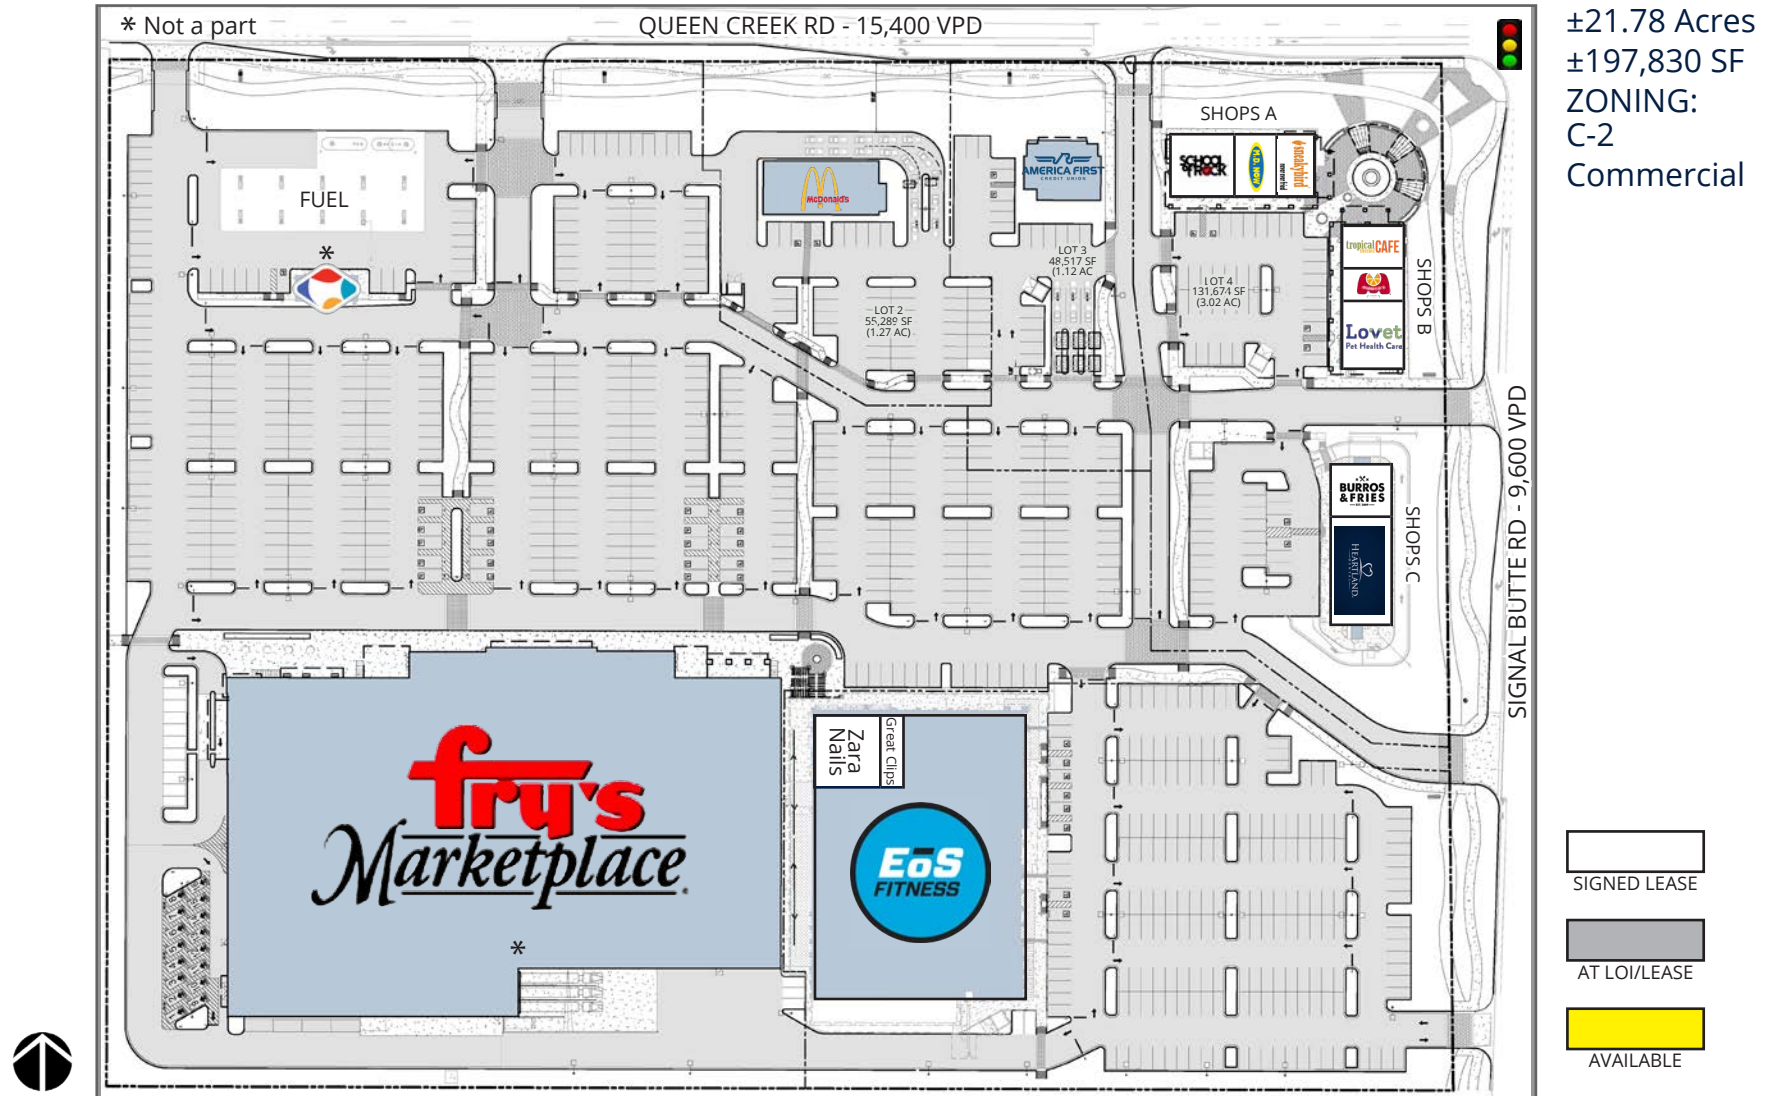 * Not a part
QUEEN CREEK RD - 15,400 VPD
±21.78 Acres
±197,830 SF
ZONING:
C-2
Commercial
SHOPS A
SCHOOL
of ROCK
M.D. NOW
#sneakybird
FUEL
*
McDonald's
AMERICA FIRST
CREDIT UNION
LOT 3
48,517 SF
(1.12 AC
LOT 4
131,674 SF
(3.02 AC)
LOT 2
55,289 SF
(1.27 AC)
tropical CAFE
Lovet
Pet Health Care
SHOPS B
BURROS
& FRIES
HEARTLAND
SHOPS C
SIGNAL BUTTE RD - 9,600 VPD
fry's
Marketplace
*
Zara
Nails
Great Clips
EōS
FITNESS
SIGNED LEASE
AT LOI/LEASE
AVAILABLE